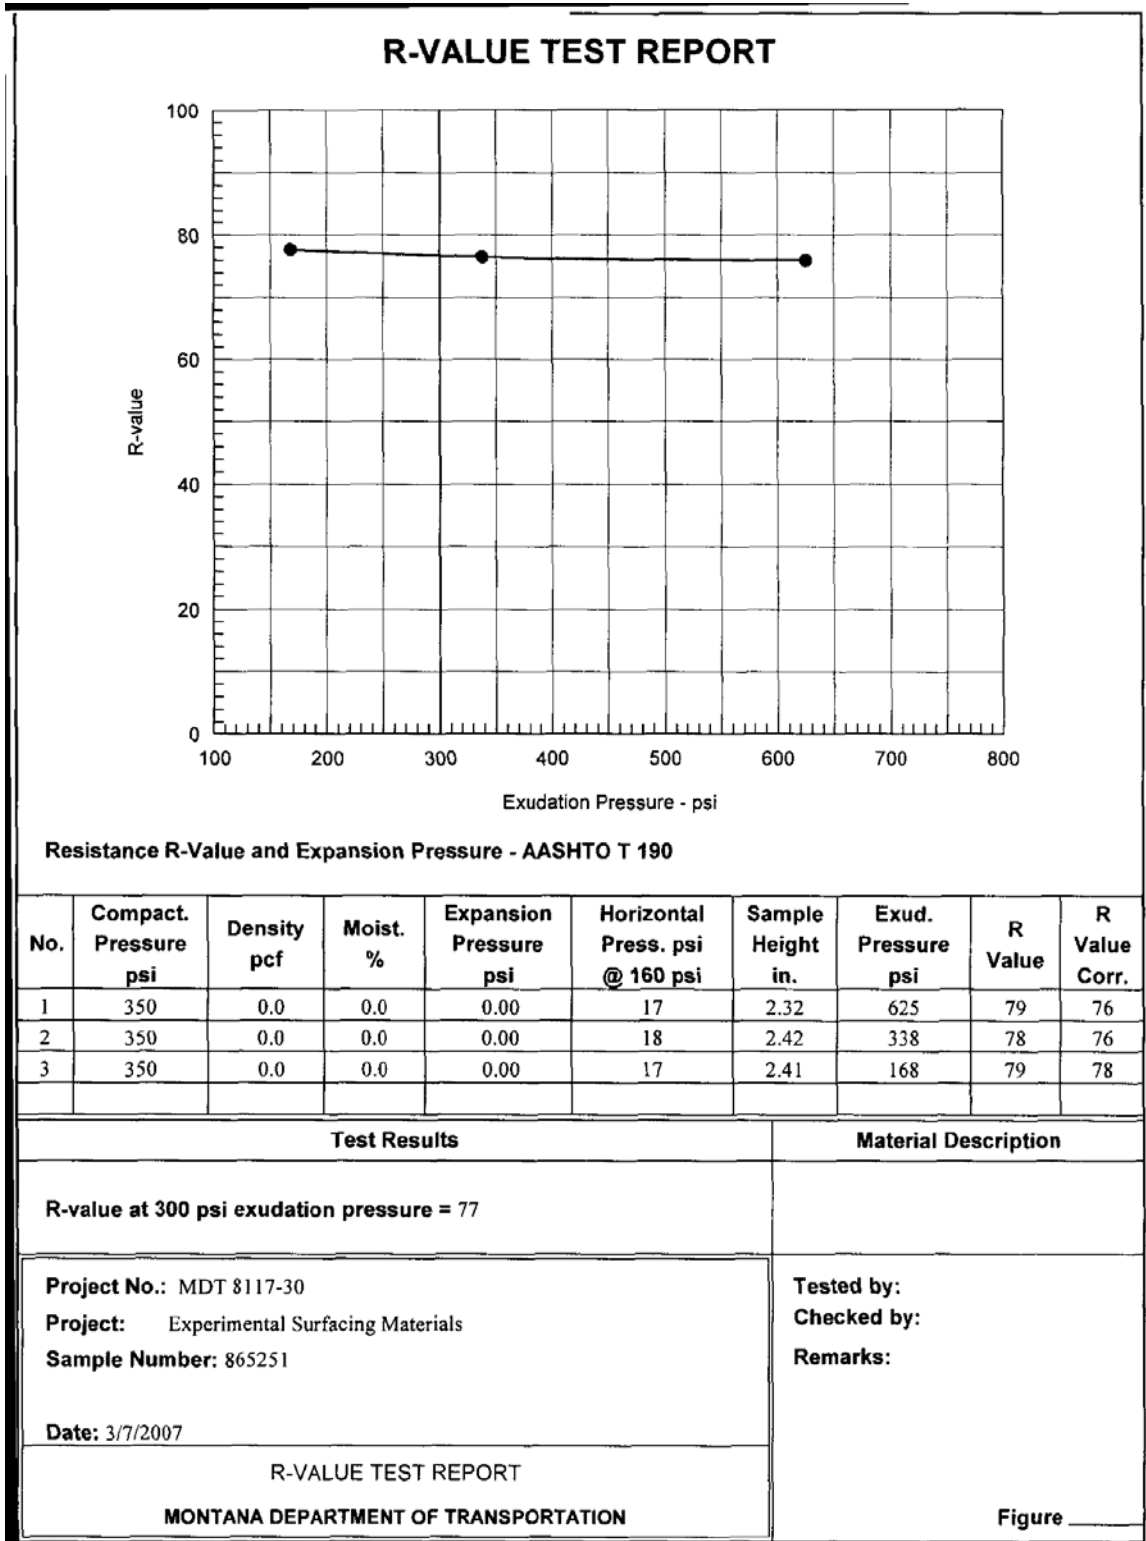 R-VALUE TEST REPORT
100
80
60
40
20
0
R-value
100 200 300 400 500 600 700 800
Exudation Pressure - psi
Resistance R-Value and Expansion Pressure - AASHTO T 190
No. Compact. Pressure psi Density pcf Moist. % Expansion Pressure psi Horizontal Press. psi @ 160 psi Sample Height in. Exud. Pressure psi R Value R Value Corr.
1 350 0.0 0.0 0.00 17 2.32 625 79 76
2 350 0.0 0.0 0.00 18 2.42 338 78 76
3 350 0.0 0.0 0.00 17 2.41 168 79 78
Test Results Material Description
R-value at 300 psi exudation pressure = 77
Project No.: MDT 8117-30
Project: Experimental Surfacing Materials
Sample Number: 865251
Date: 3/7/2007
Tested by:
Checked by:
Remarks:
R-VALUE TEST REPORT
MONTANA DEPARTMENT OF TRANSPORTATION
Figure